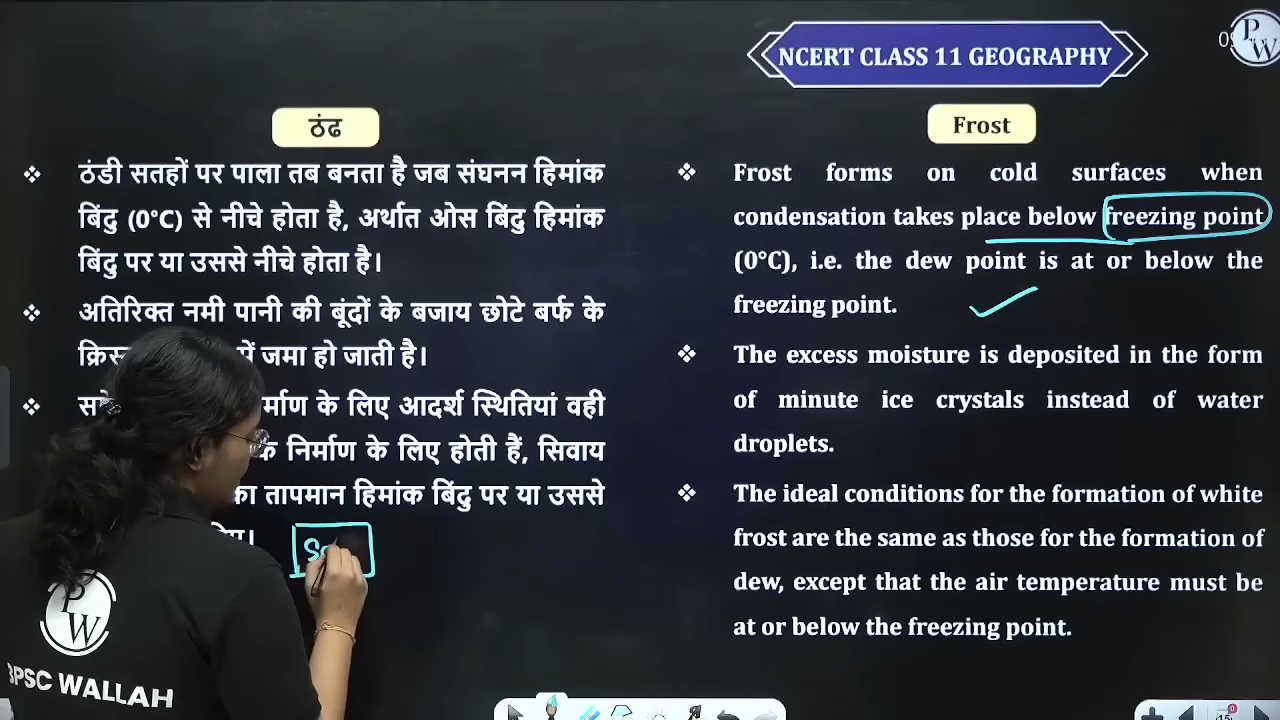 NCERT CLASS 11 GEOGRAPHY
PW
ठंढ
❖ ठंडी सतहों पर पाला तब बनता है जब संघनन हिमांक
बिंदु (0°C) से नीचे होता है, अर्थात ओस बिंदु हिमांक
बिंदु पर या उससे नीचे होता है।
❖ अतिरिक्त नमी पानी की बूंदों के बजाय छोटे बर्फ के
में जमा हो जाती है।
❖ के लिए आदर्श स्थितियां वही
निर्माण के लिए होती हैं, सिवाय
का तापमान हिमांक बिंदु पर या उससे
Frost
❖ Frost forms on cold surfaces when
condensation takes place below freezing point
(0°C), i.e. the dew point is at or below the
freezing point.
❖ The excess moisture is deposited in the form
of minute ice crystals instead of water
droplets.
❖ The ideal conditions for the formation of white
frost are the same as those for the formation of
dew, except that the air temperature must be
at or below the freezing point.
PW
BPSC WALLAH